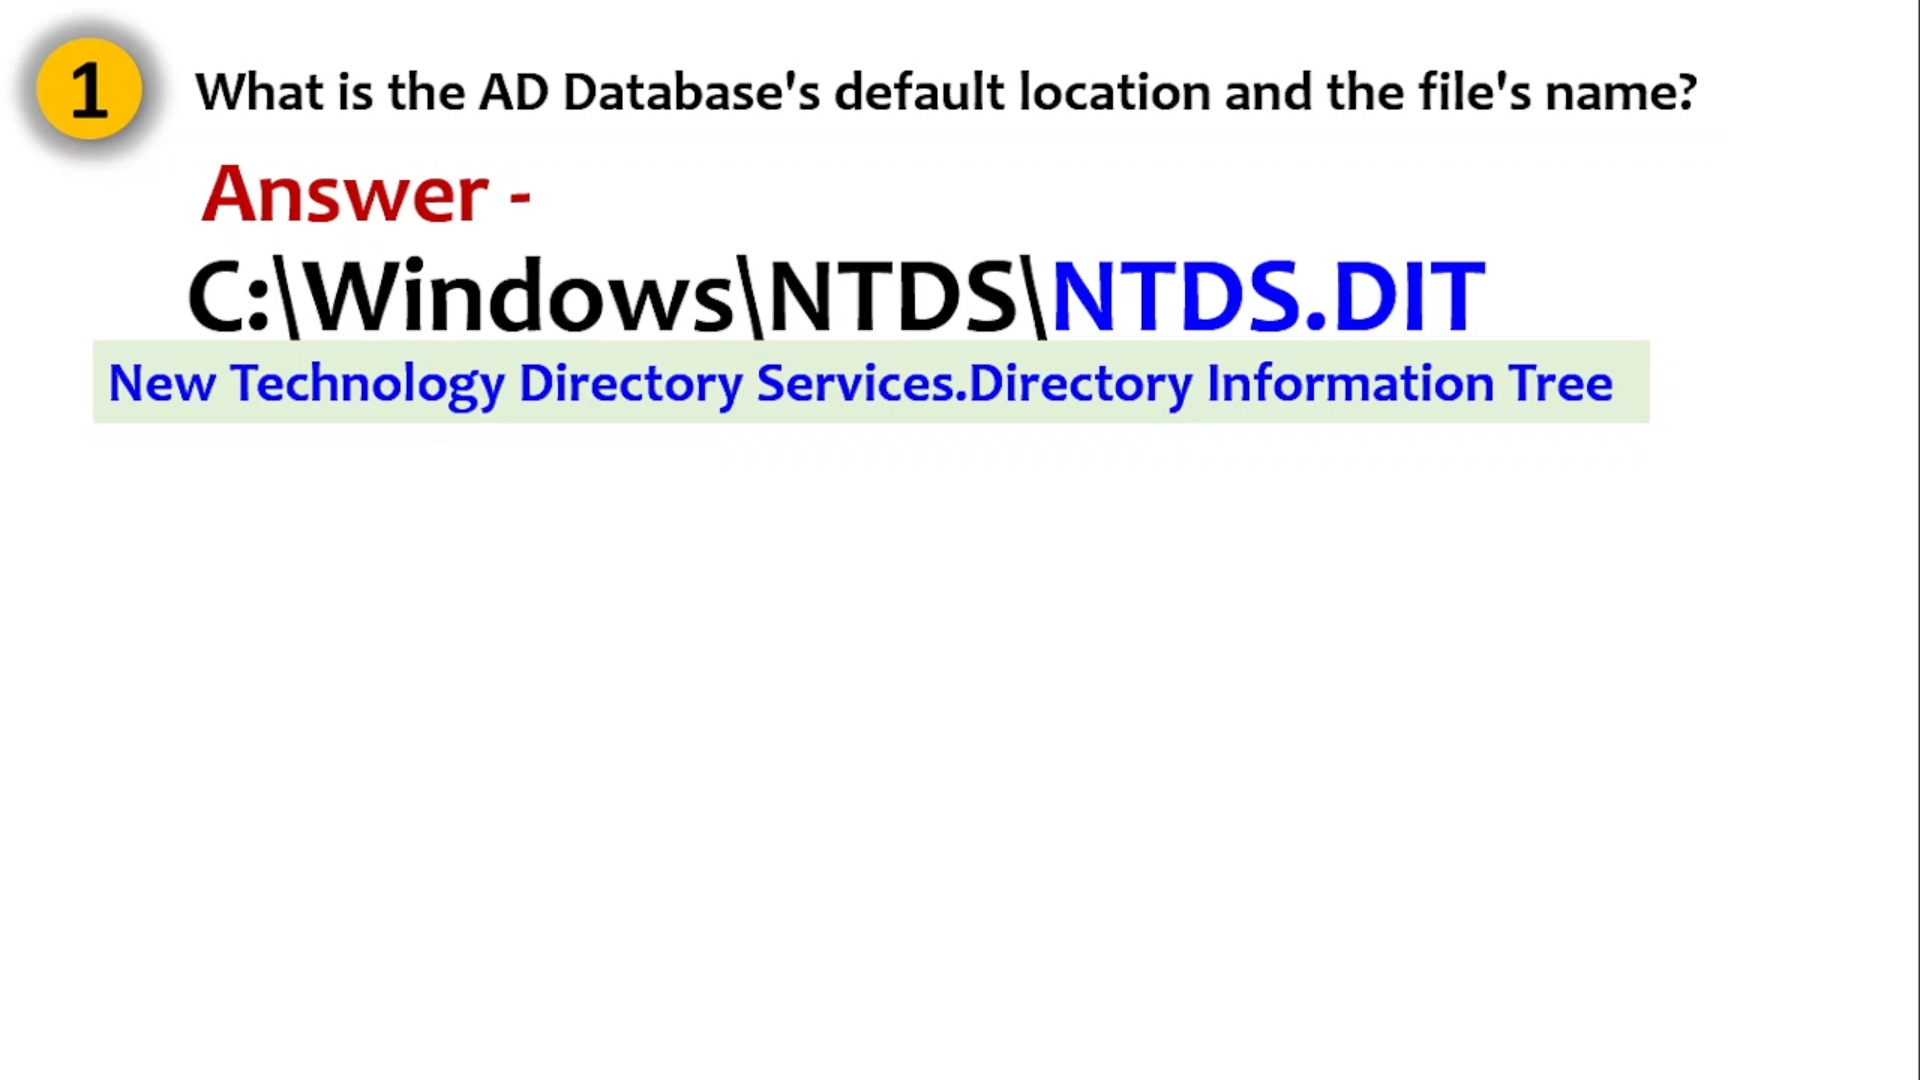 1
What is the AD Database's default location and the file's name?
Answer -
C:\Windows\NTDS\NTDS.DIT
New Technology Directory Services.Directory Information Tree